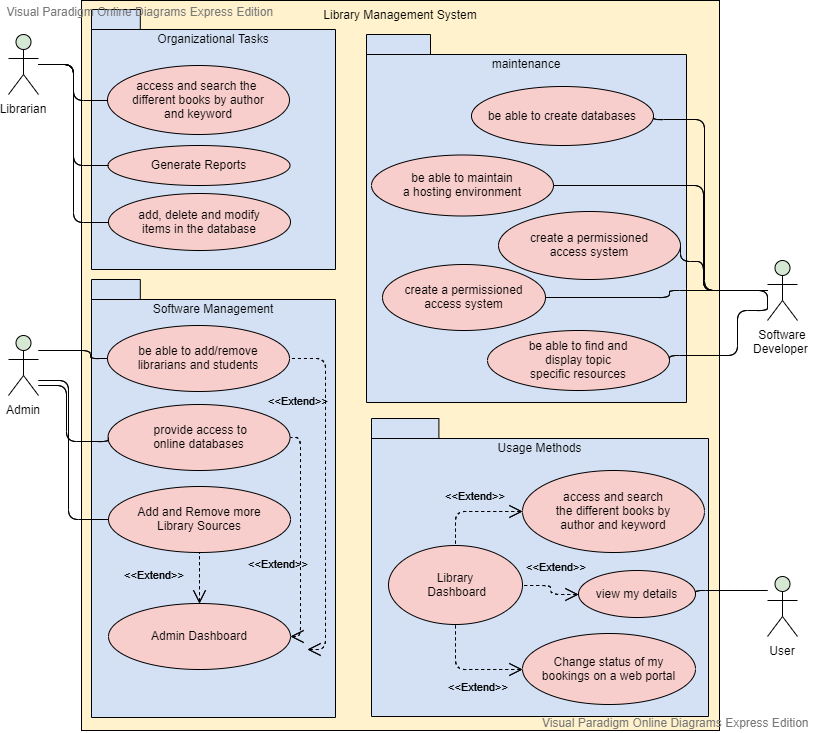 Visual Paradigm Online Diagrams Express Edition
Library Management System
Librarian
Organizational Tasks
access and search the
different books by author
and keyword
Generate Reports
add, delete and modify
items in the database
maintenance
be able to create databases
be able to maintain
a hosting environment
create a permissioned
access system
create a permissioned
access system
be able to find and
display topic
specific resources
Software
Developer
Admin
Software Management
be able to add/remove
librarians and students
<<Extend>>
provide access to
online databases
Add and Remove more
Library Sources
<<Extend>>
<<Extend>>
Admin Dashboard
Usage Methods
<<Extend>>
access and search
the different books by
author and keyword
Library
Dashboard
<<Extend>>
view my details
<<Extend>>
Change status of my
bookings on a web portal
User
Visual Paradigm Online Diagrams Express Edition